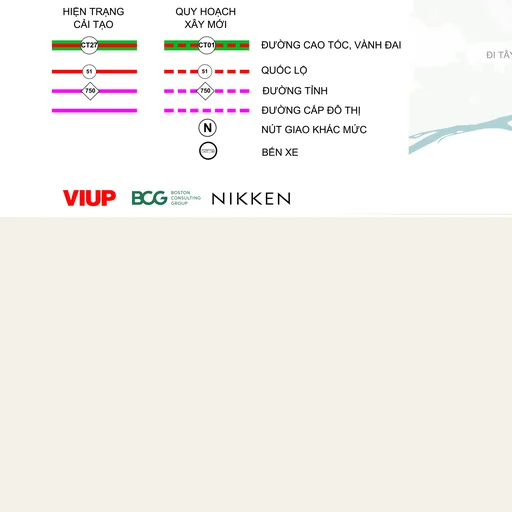 HIỆN TRẠNG
CẢI TẠO
QUY HOẠCH
XÂY MỚI
CT27
CT01
ĐƯỜNG CAO TỐC, VÀNH ĐAI
51
51
QUỐC LỘ
750
750
ĐƯỜNG TỈNH
ĐƯỜNG CẤP ĐÔ THỊ
N
NÚT GIAO KHÁC MỨC
BẾN XE
ĐI TÂY
VIUP
BCG
BOSTON
CONSULTING
GROUP
NIKKEN